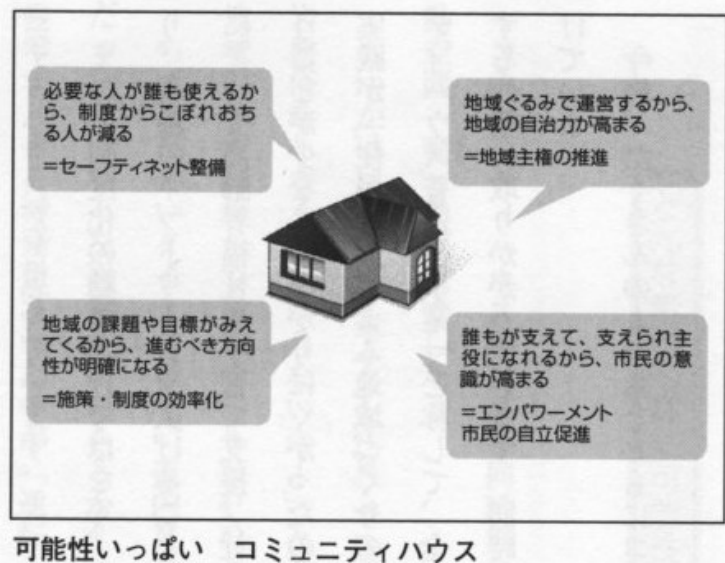 必要な人が誰も使えるか
ら、制度からこぼれおち
る人が減る
=セーフティネット整備
地域ぐるみで運営するから、
地域の自治力が高まる
=地域主権の推進
地域の課題や目標がみえ
てくるから、進むべき方向
性が明確になる
=施策・制度の効率化
誰もが支えて、支えられ主
役になれるから、市民の意
識が高まる
=エンパワーメント
市民の自立促進
可能性いっぱい　コミュニティハウス